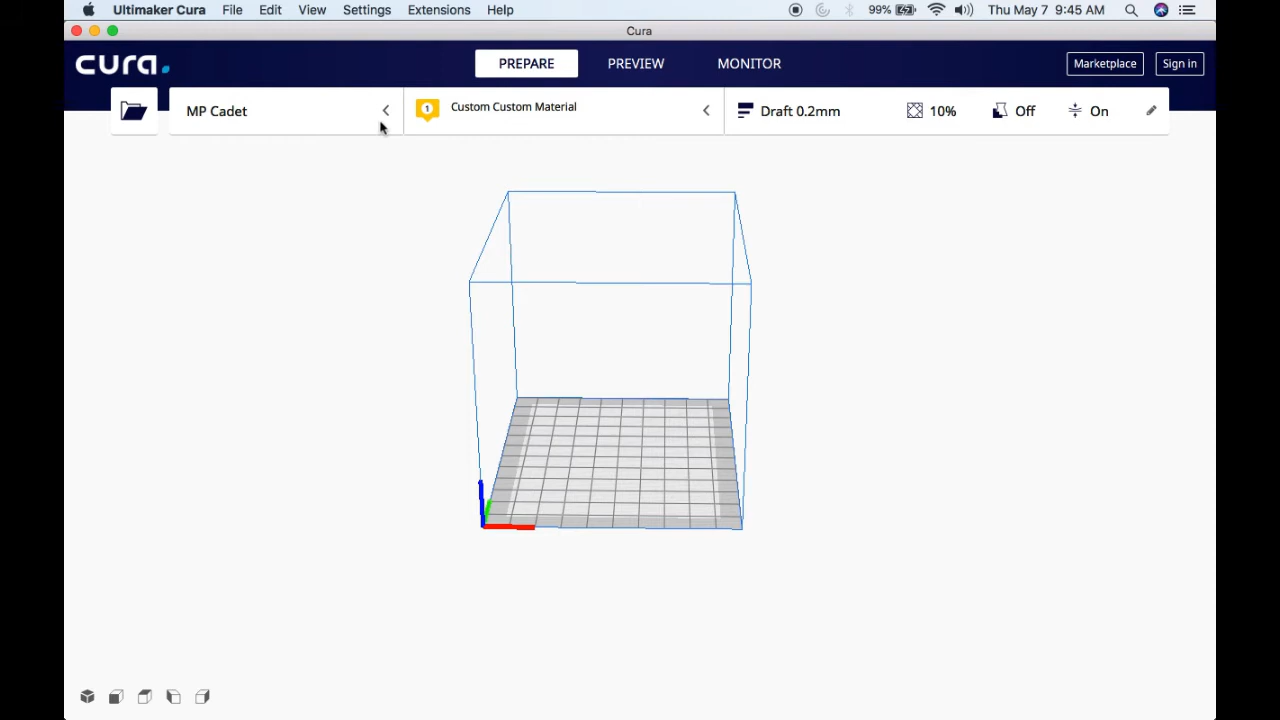 Ultimaker Cura File Edit View Settings Extensions Help 99% Thu May 7 9:45 AM
Cura
cura. PREPARE PREVIEW MONITOR Marketplace Sign in
MP Cadet 1 Custom Custom Material Draft 0.2mm 10% Off On